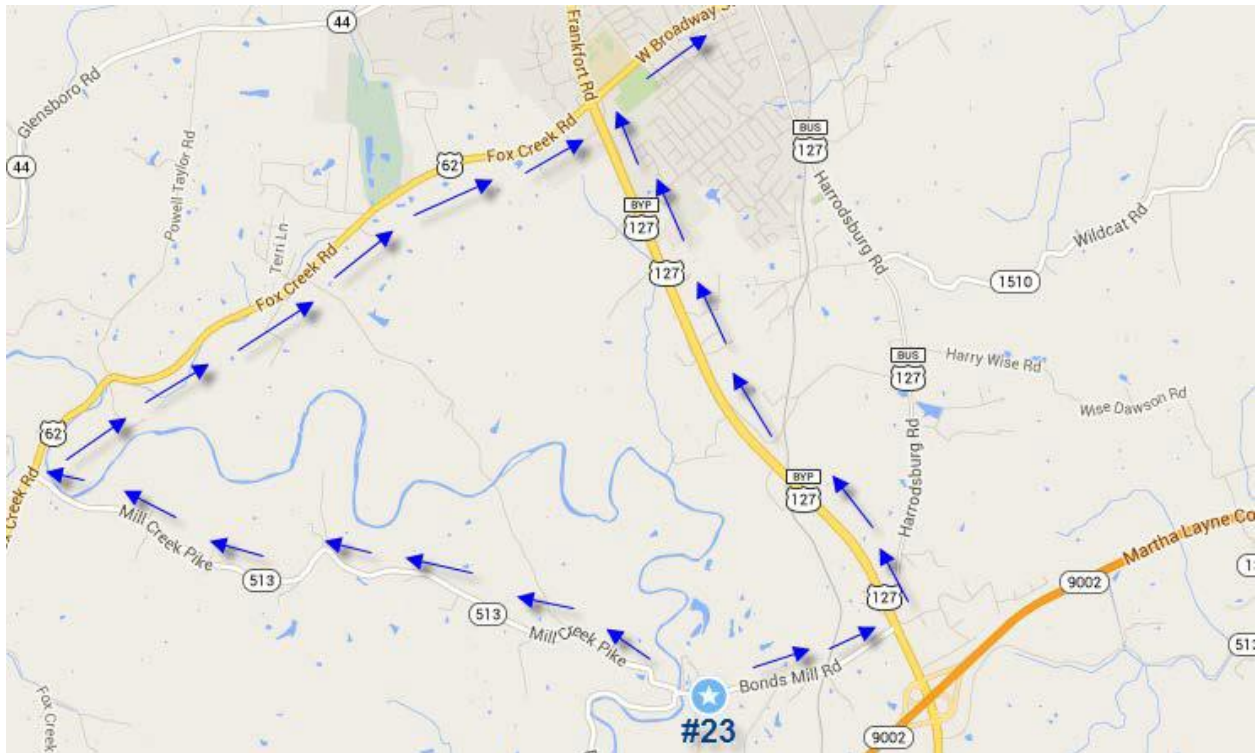 44
Frankfort Rd
W Broadway S
Glensboro Rd
44
Powell Taylor Rd
62
Fox Creek Rd
BUS
127
Harrodsburg Rd
BYP
127
Wildcat Rd
Terri Ln
127
1510
Fox Creek Rd
BUS
127
Harry Wise Rd
Wise Dawson Rd
62
Harrodsburg Rd
BYP
127
x Creek Rd
Mill Creek Pike
Martha Layne Co
513
9002
127
513
Mill Creek Pike
513
Bonds Mill Rd
Fox Creek
#23
9002